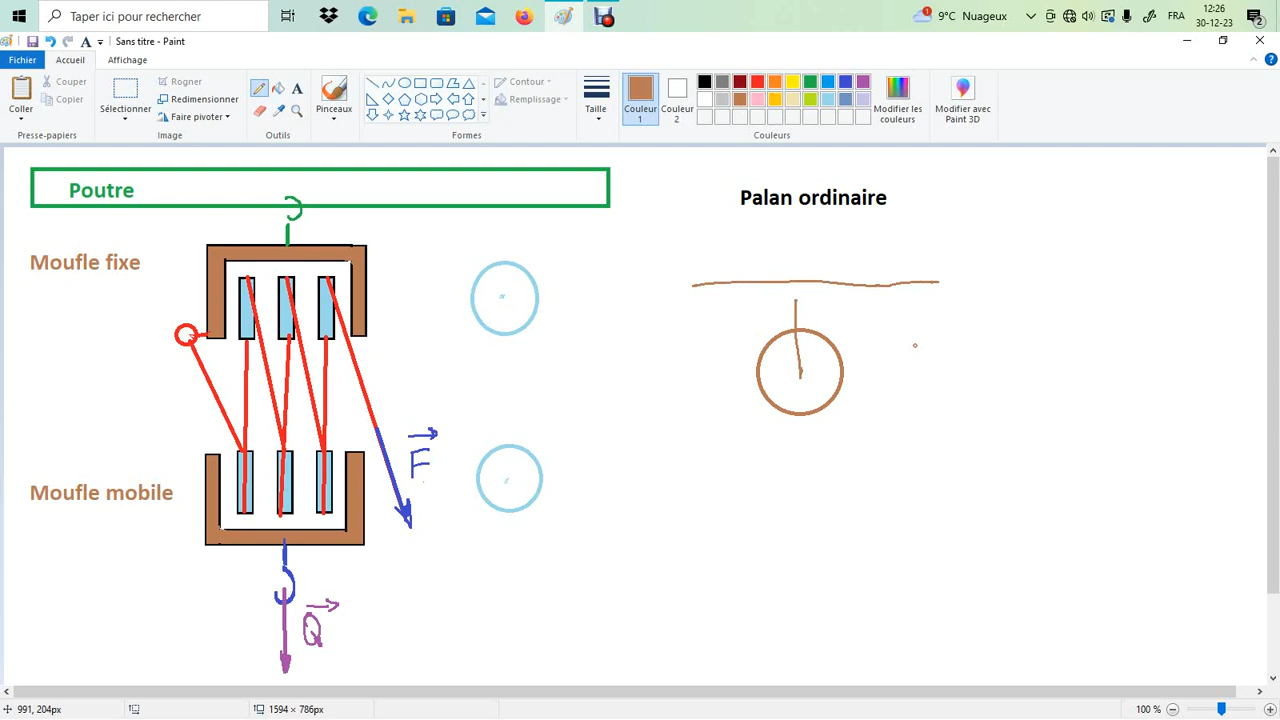 Taper ici pour rechercher
9°C Nuageux
FRA
12:26
30-12-23
2
Sans titre - Paint
Fichier
Accueil
Affichage
Coller
Couper
Copier
Presse-papiers
Sélectionner
Rogner
Redimensionner
Faire pivoter
Image
A
Outils
Pinceaux
Contour
Remplissage
Formes
Taille
Couleur 1
Couleur 2
Modifier les couleurs
Couleurs
Modifier avec Paint 3D
Poutre
Palan ordinaire
Moufle fixe
F
Moufle mobile
Q
991, 204px
1594 × 786px
100 %